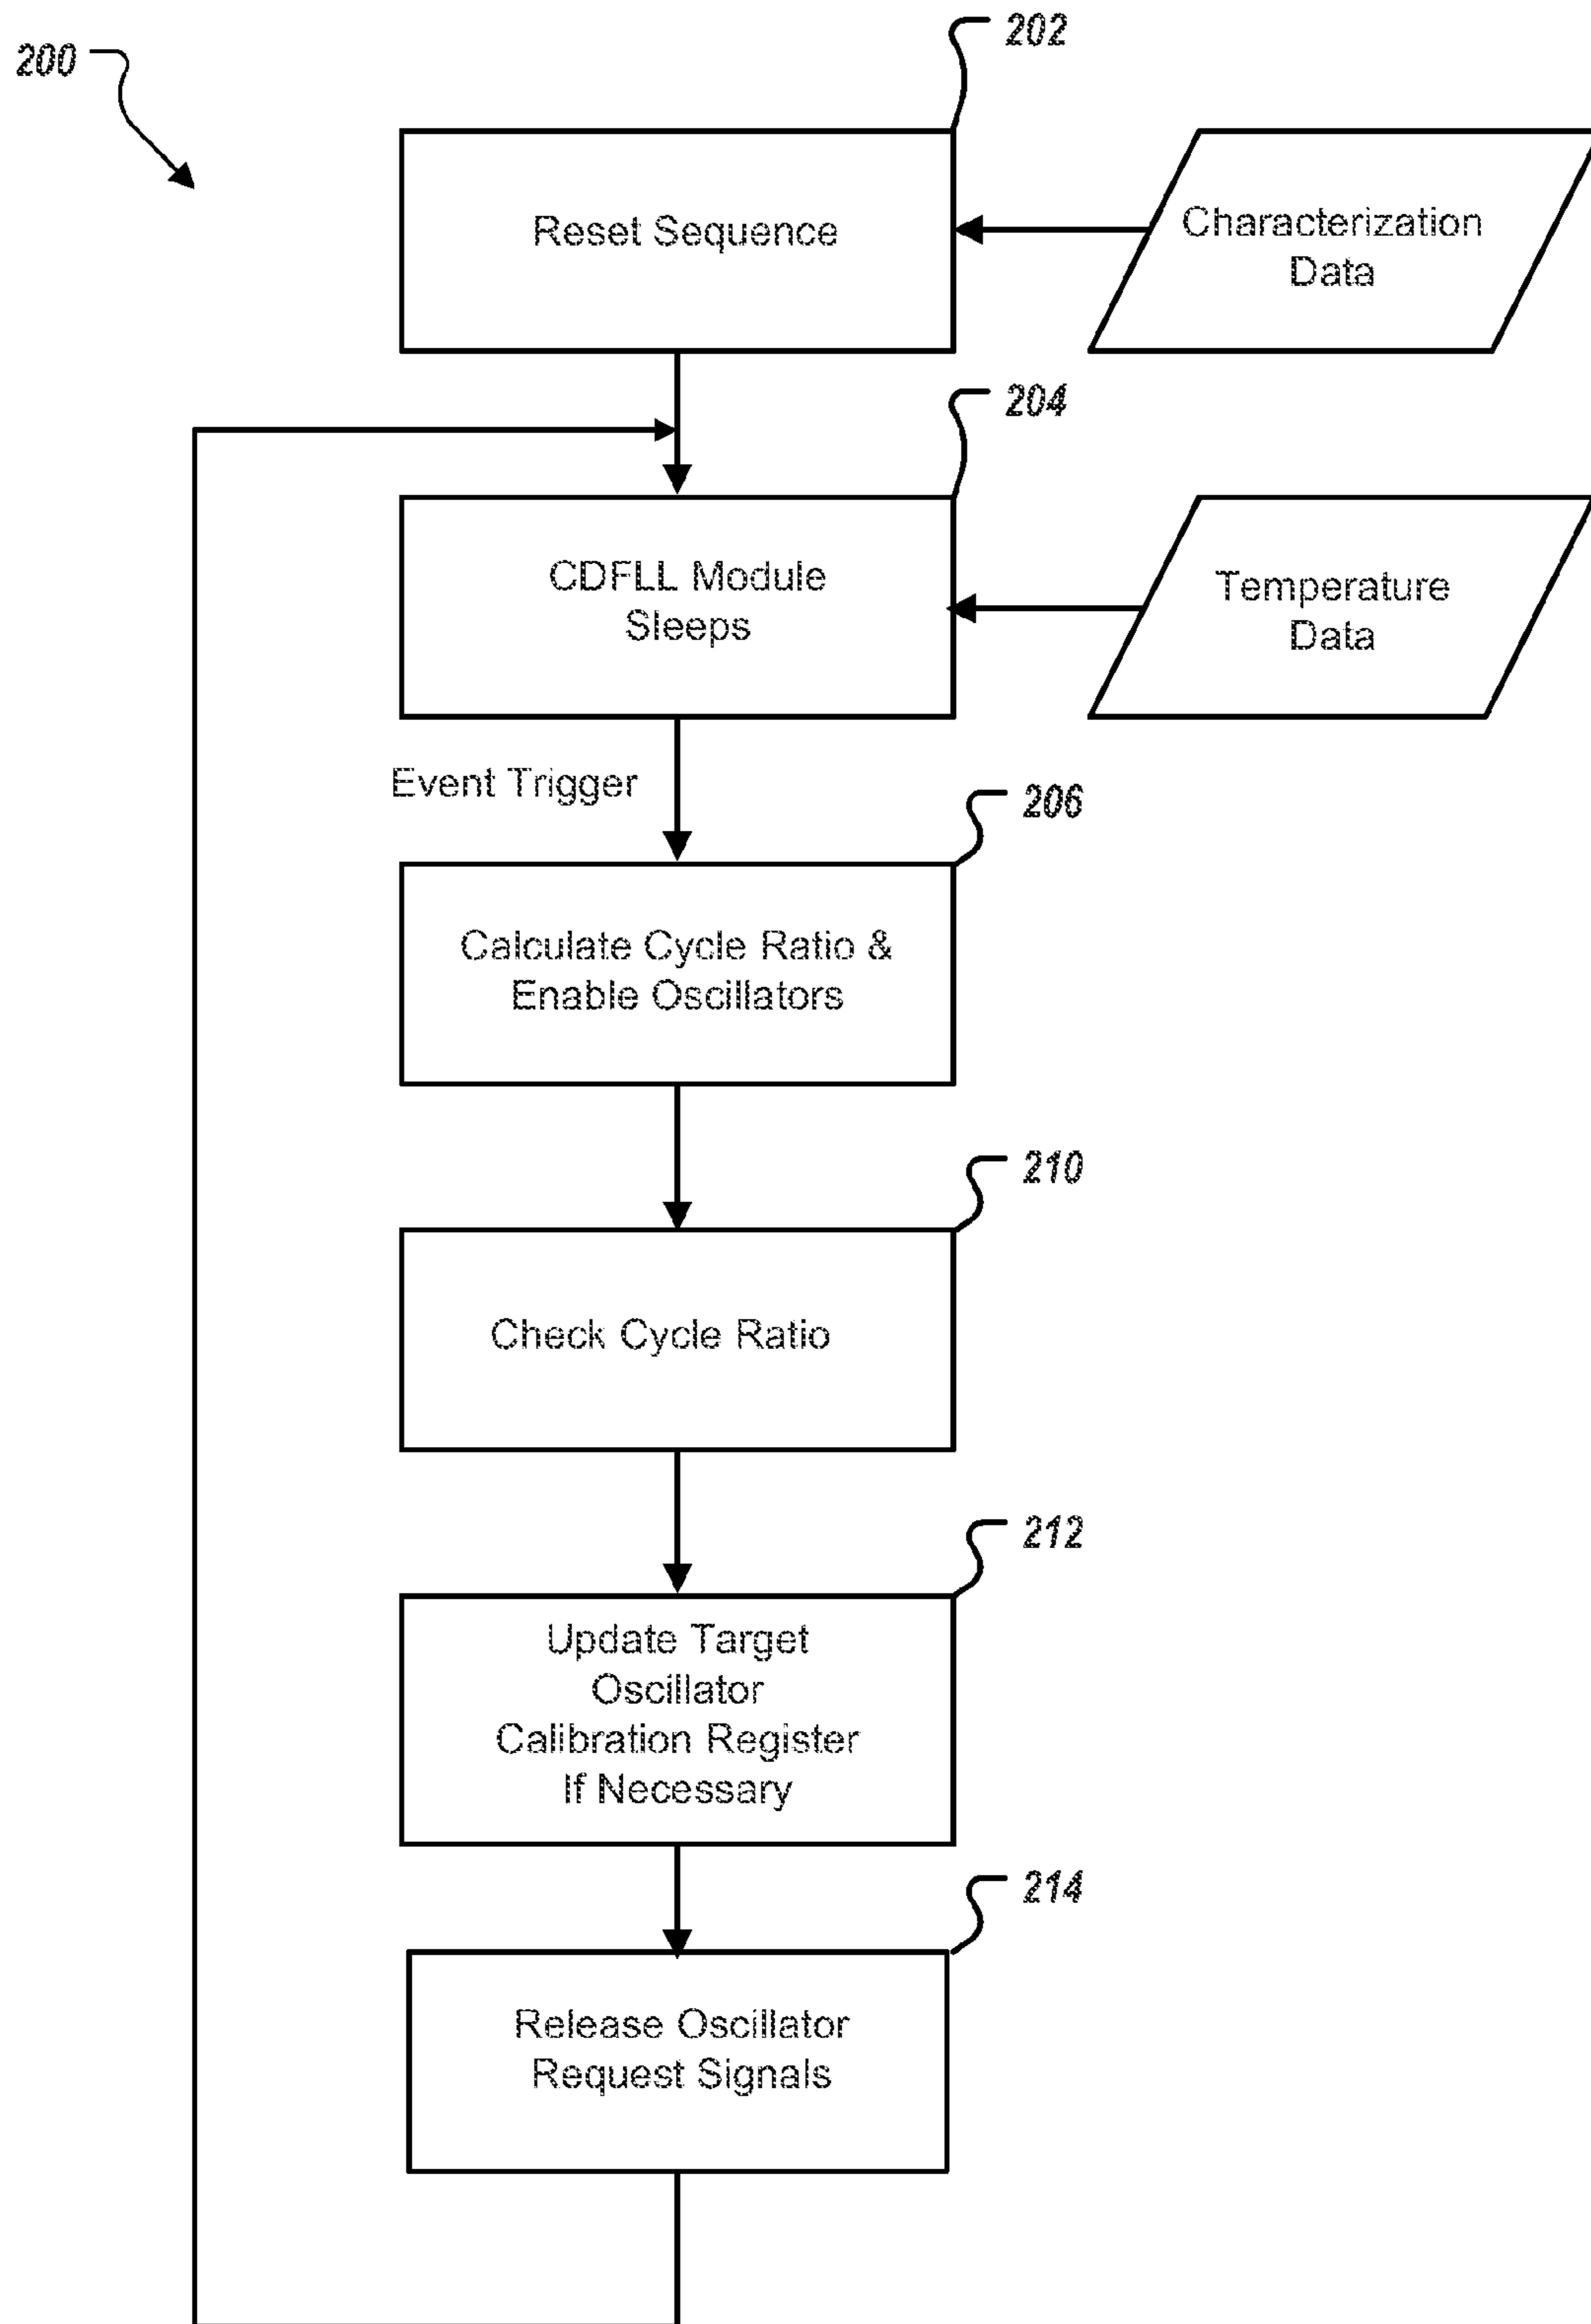 200
202
Reset Sequence
Characterization
Data
204
CDFLL Module
Sleeps
Temperature
Data
Event Trigger
206
Calculate Cycle Ratio &
Enable Oscillators
210
Check Cycle Ratio
212
Update Target
Oscillator
Calibration Register
If Necessary
214
Release Oscillator
Request Signals